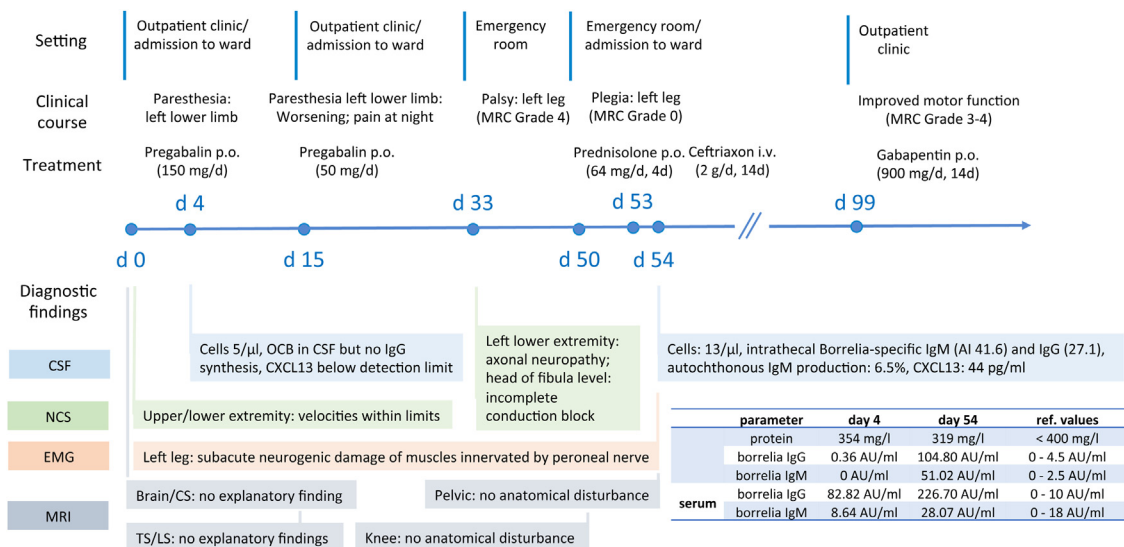 Setting
Outpatient clinic/
admission to ward
Outpatient clinic/
admission to ward
Emergency
room
Emergency room/
admission to ward
Outpatient
clinic
Clinical
course
Paresthesia:
left lower limb
Paresthesia left lower limb:
Worsening; pain at night
Palsy: left leg
(MRC Grade 4)
Plegia: left leg
(MRC Grade 0)
Improved motor function
(MRC Grade 3-4)
Treatment
Pregabalin p.o.
(150 mg/d)
Pregabalin p.o.
(50 mg/d)
Prednisolone p.o.
(64 mg/d, 4d)
Ceftriaxon i.v.
(2 g/d, 14d)
Gabapentin p.o.
(900 mg/d, 14d)
d 4
d 33
d 53
d 99
d 0
d 15
d 50
d 54
Diagnostic
findings
CSF
Cells 5/µl, OCB in CSF but no IgG
synthesis, CXCL13 below detection limit
Left lower extremity:
axonal neuropathy;
head of fibula level:
incomplete
conduction block
Cells: 13/µl, intrathecal Borrelia-specific IgM (AI 41.6) and IgG (27.1),
autochthonous IgM production: 6.5%, CXCL13: 44 pg/ml
NCS
Upper/lower extremity: velocities within limits
EMG
Left leg: subacute neurogenic damage of muscles innervated by peroneal nerve
MRI
Brain/CS: no explanatory finding
Pelvic: no anatomical disturbance
TS/LS: no explanatory findings
Knee: no anatomical disturbance
parameter day 4 day 54 ref. values
protein 354 mg/l 319 mg/l < 400 mg/l
borrelia IgG 0.36 AU/ml 104.80 AU/ml 0 - 4.5 AU/ml
borrelia IgM 0 AU/ml 51.02 AU/ml 0 - 2.5 AU/ml
serum borrelia IgG 82.82 AU/ml 226.70 AU/ml 0 - 10 AU/ml
borrelia IgM 8.64 AU/ml 28.07 AU/ml 0 - 18 AU/ml